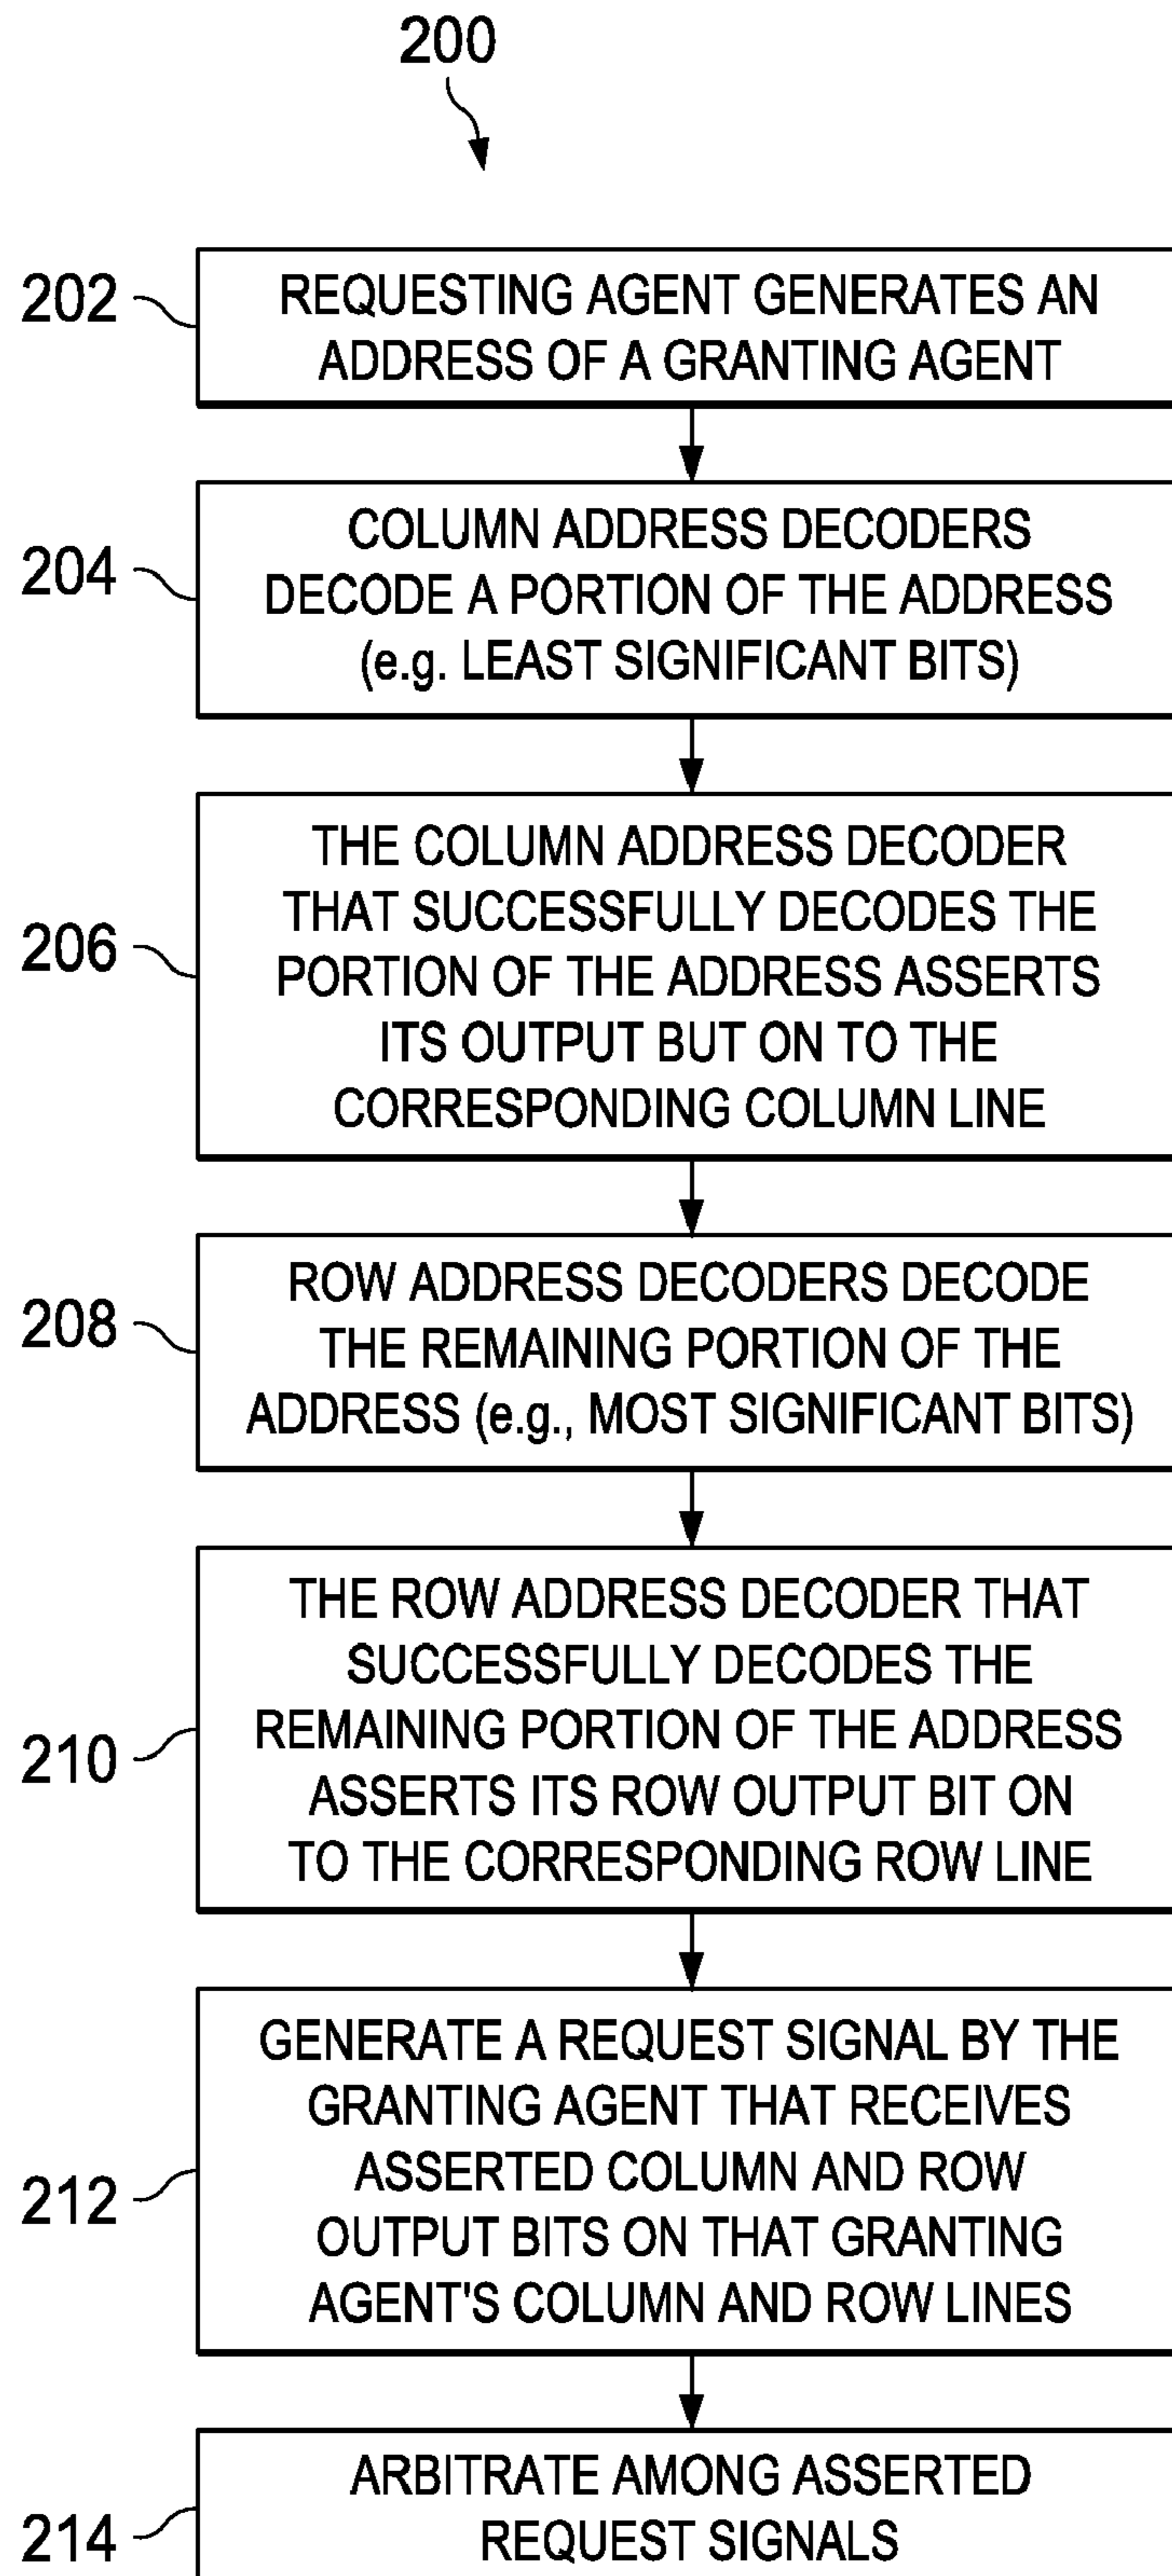 200
202
REQUESTING AGENT GENERATES AN
ADDRESS OF A GRANTING AGENT
204
COLUMN ADDRESS DECODERS
DECODE A PORTION OF THE ADDRESS
(e.g. LEAST SIGNIFICANT BITS)
206
THE COLUMN ADDRESS DECODER
THAT SUCCESSFULLY DECODES THE
PORTION OF THE ADDRESS ASSERTS
ITS OUTPUT BUT ON TO THE
CORRESPONDING COLUMN LINE
208
ROW ADDRESS DECODERS DECODE
THE REMAINING PORTION OF THE
ADDRESS (e.g., MOST SIGNIFICANT BITS)
210
THE ROW ADDRESS DECODER THAT
SUCCESSFULLY DECODES THE
REMAINING PORTION OF THE ADDRESS
ASSERTS ITS ROW OUTPUT BIT ON
TO THE CORRESPONDING ROW LINE
212
GENERATE A REQUEST SIGNAL BY THE
GRANTING AGENT THAT RECEIVES
ASSERTED COLUMN AND ROW
OUTPUT BITS ON THAT GRANTING
AGENT'S COLUMN AND ROW LINES
214
ARBITRATE AMONG ASSERTED
REQUEST SIGNALS